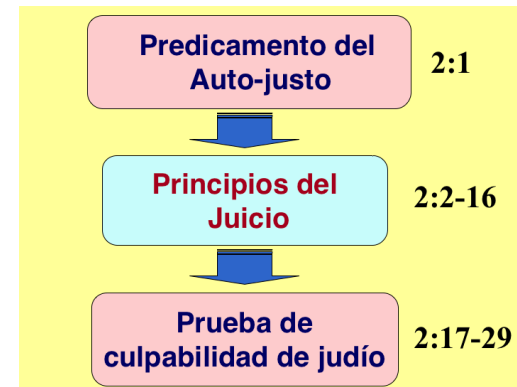 Predicamento del
Auto-justo
2:1
Principios del
Juicio
2:2-16
Prueba de
culpabilidad de judío
2:17-29